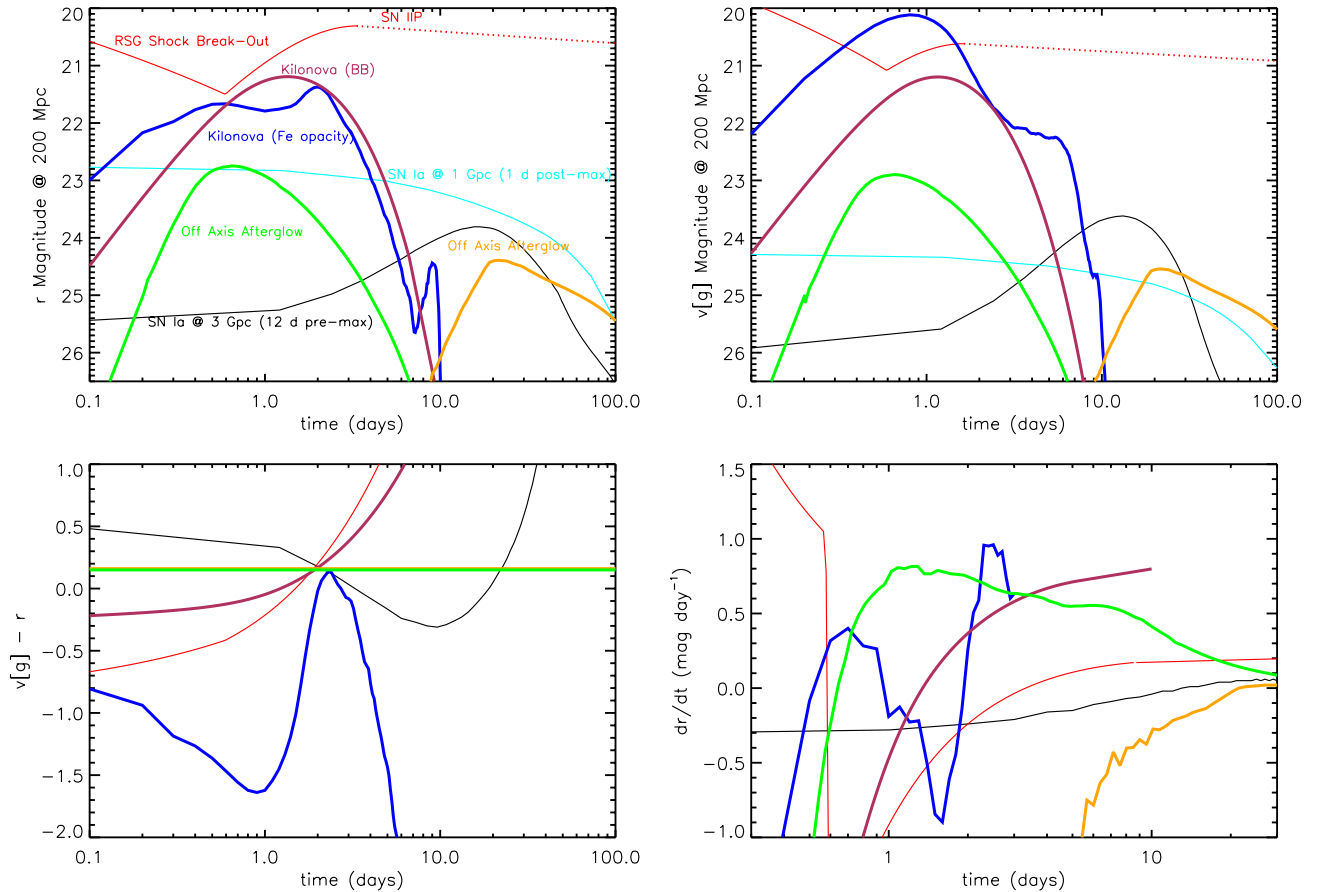 20
21
22
23
24
25
26
r Magnitude @ 200 Mpc
SN IIP
RSG Shock Break-Out
Kilonova (BB)
Kilonova (Fe opacity)
SN Ia @ 1 Gpc (1 d post-max)
Off Axis Afterglow
Off Axis Afterglow
SN Ia @ 3 Gpc (12 d pre-max)
0.1 1.0 10.0 100.0
time (days)
20
21
22
23
24
25
26
v[g] Magnitude @ 200 Mpc
0.1 1.0 10.0 100.0
time (days)
1.0
0.5
0.0
-0.5
-1.0
-1.5
-2.0
v[g] - r
0.1 1.0 10.0 100.0
time (days)
1.5
1.0
0.5
0.0
-0.5
-1.0
dr/dt (mag day⁻¹)
1 10
time (days)